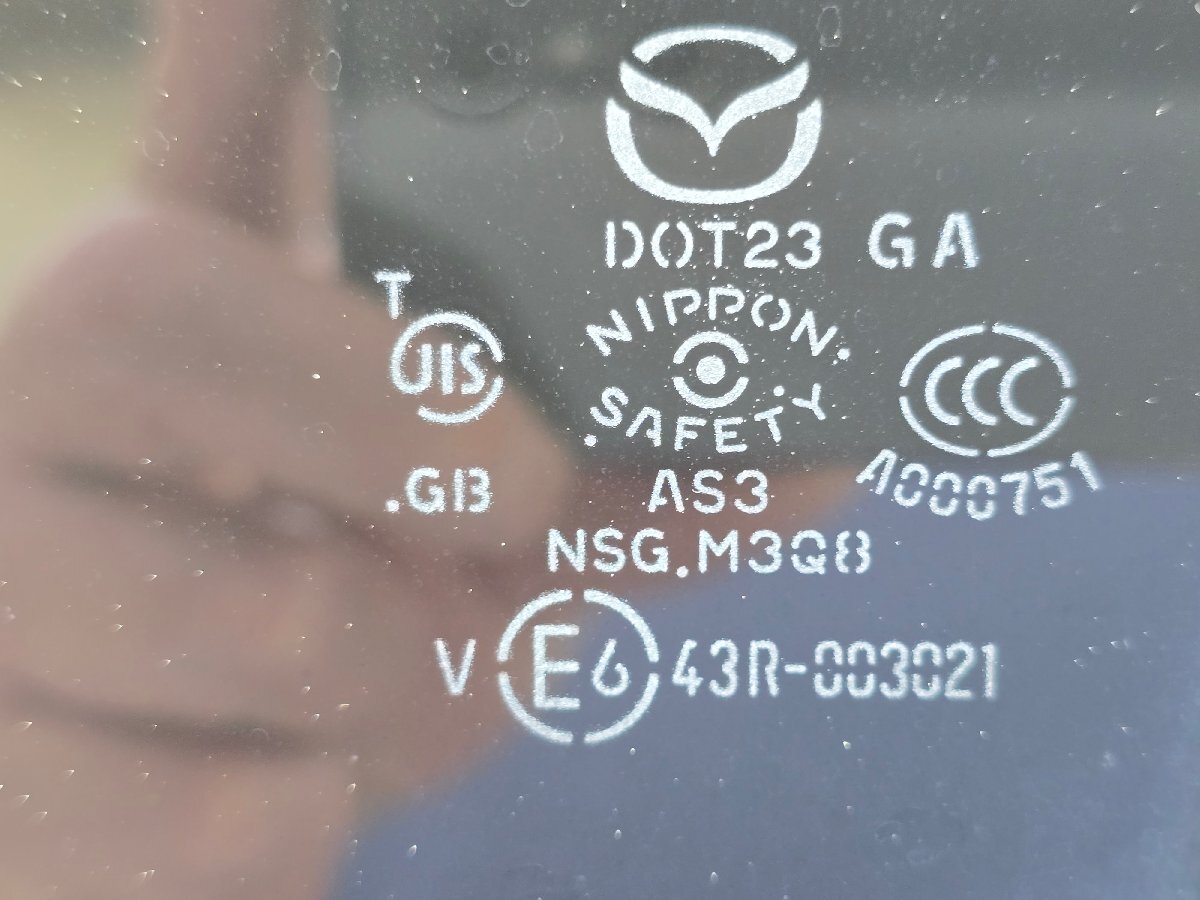 DOT23 GA
T
JIS
NIPPON.
.SAFETY.
CCC
A000751
.GB
AS3
NSG.M3Q8
V E6 43R-003021